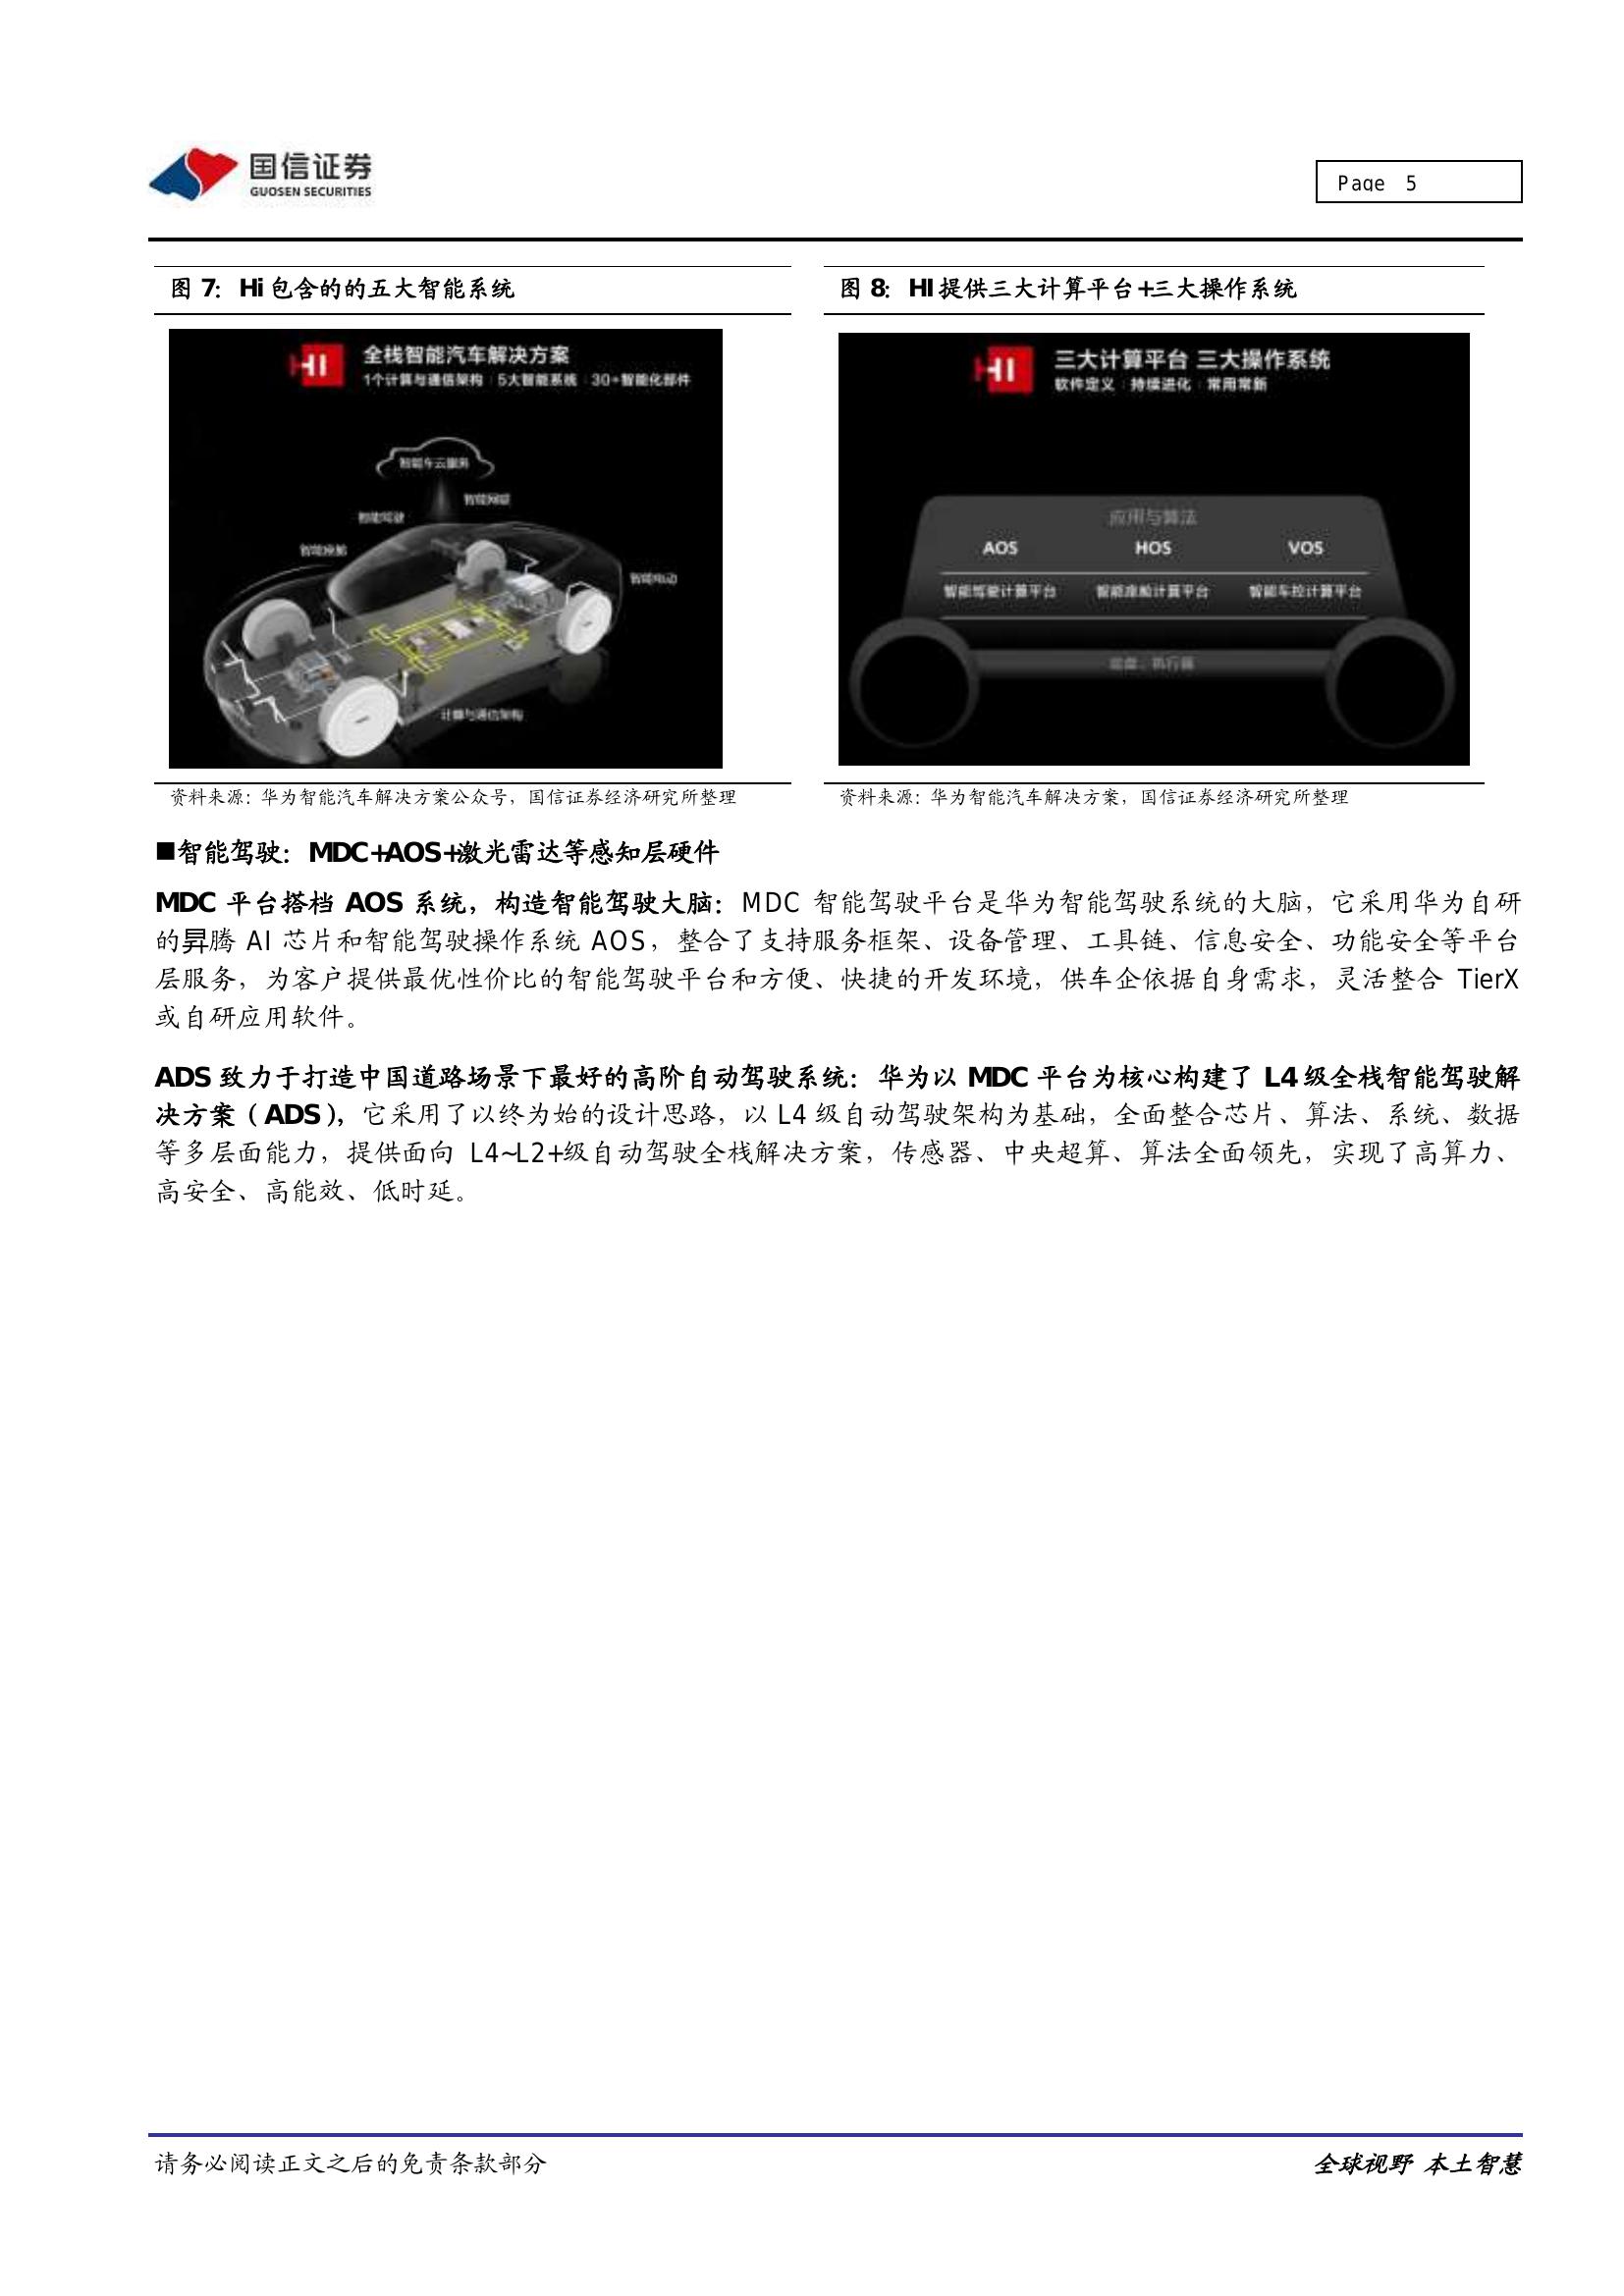 国信证券
GUOSEN SECURITIES
Page 5
图 7：Hi 包含的的五大智能系统
全栈智能汽车解决方案
1个计算与通信架构 | 5大智能系统 | 30+智能化部件
智能车云服务
智能网联
智能驾驶
智能座舱
智能电动
计算与通信架构
资料来源：华为智能汽车解决方案公众号，国信证券经济研究所整理
图 8：HI 提供三大计算平台+三大操作系统
三大计算平台 三大操作系统
软件定义 | 持续进化 | 常用常新
应用与算法
AOS HOS VOS
智能驾驶计算平台 智能座舱计算平台 智能车控计算平台
资料来源：华为智能汽车解决方案，国信证券经济研究所整理
■智能驾驶：MDC+AOS+激光雷达等感知层硬件
MDC 平台搭档 AOS 系统，构造智能驾驶大脑：MDC 智能驾驶平台是华为智能驾驶系统的大脑，它采用华为自研
的昇腾 AI 芯片和智能驾驶操作系统 AOS，整合了支持服务框架、设备管理、工具链、信息安全、功能安全等平台
层服务，为客户提供最优性价比的智能驾驶平台和方便、快捷的开发环境，供车企依据自身需求，灵活整合 TierX
或自研应用软件。
ADS 致力于打造中国道路场景下最好的高阶自动驾驶系统：华为以 MDC 平台为核心构建了 L4 级全栈智能驾驶解
决方案（ADS），它采用了以终为始的设计思路，以 L4 级自动驾驶架构为基础，全面整合芯片、算法、系统、数据
等多层面能力，提供面向 L4~L2+级自动驾驶全栈解决方案，传感器、中央超算、算法全面领先，实现了高算力、
高安全、高能效、低时延。
请务必阅读正文之后的免责条款部分
全球视野 本土智慧